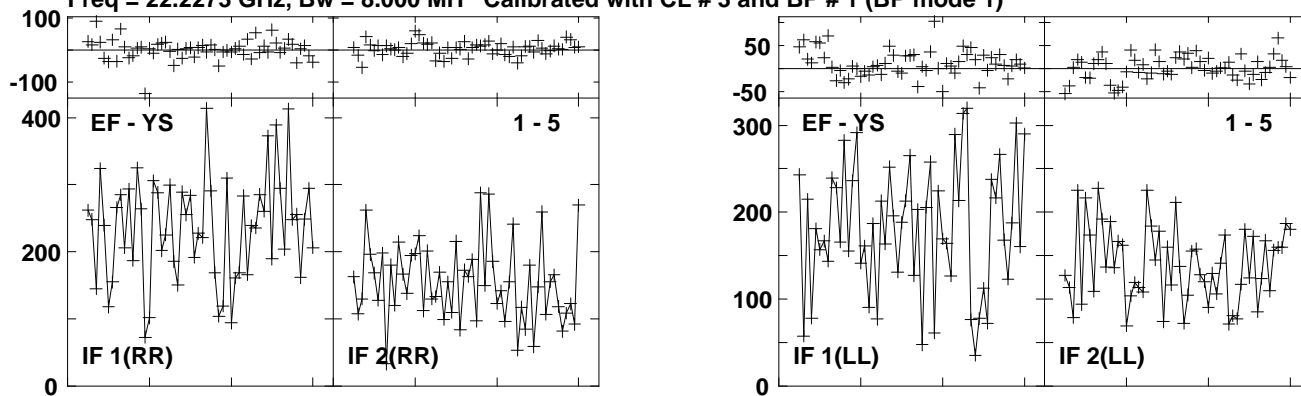 Freq = 22.2273 GHz, Bw = 8.000 MH Calibrated with CL # 3 and BP # 1 (BP mode 1)
100
-100
400
200
0
EF - YS
1 - 5
IF 1(RR)
IF 2(RR)
50
-50
300
200
100
0
EF - YS
1 - 5
IF 1(LL)
IF 2(LL)